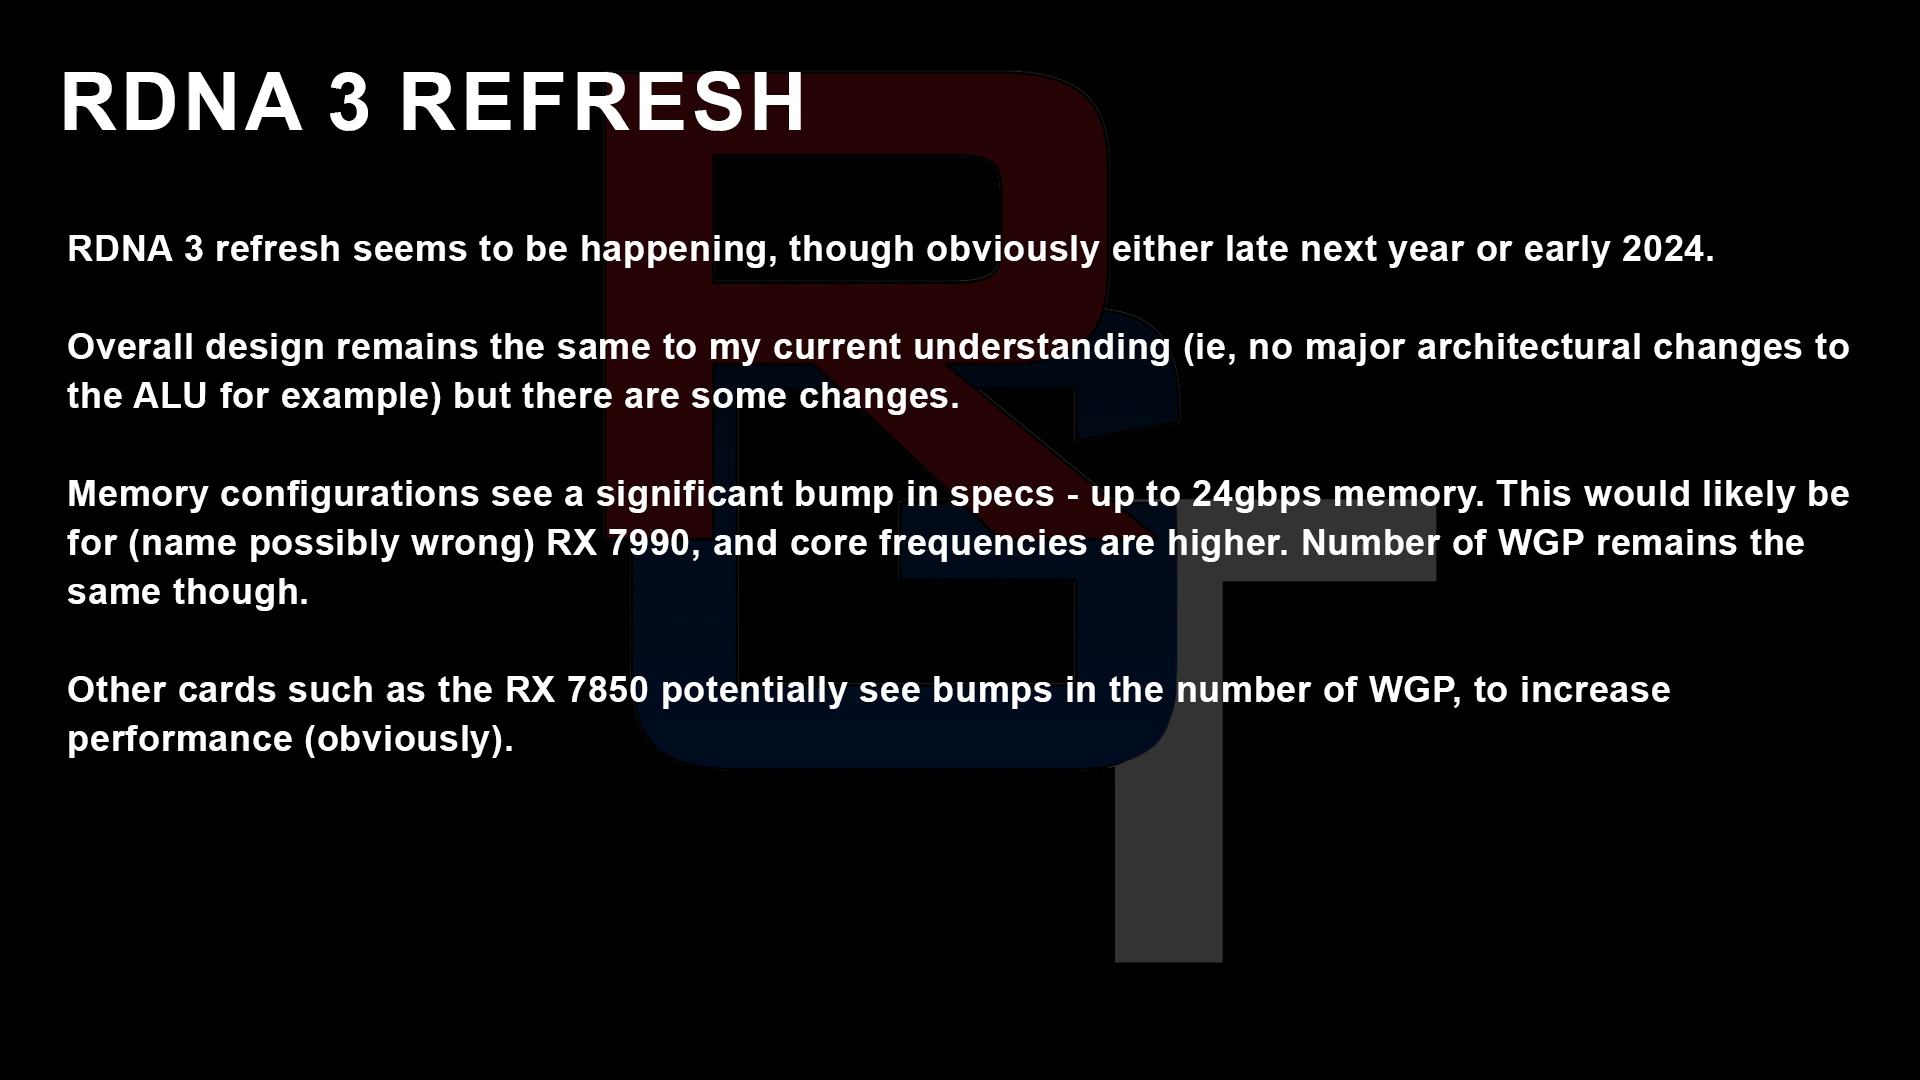 RDNA 3 REFRESH
RDNA 3 refresh seems to be happening, though obviously either late next year or early 2024.
Overall design remains the same to my current understanding (ie, no major architectural changes to
the ALU for example) but there are some changes.
Memory configurations see a significant bump in specs - up to 24gbps memory. This would likely be
for (name possibly wrong) RX 7990, and core frequencies are higher. Number of WGP remains the
same though.
Other cards such as the RX 7850 potentially see bumps in the number of WGP, to increase
performance (obviously).